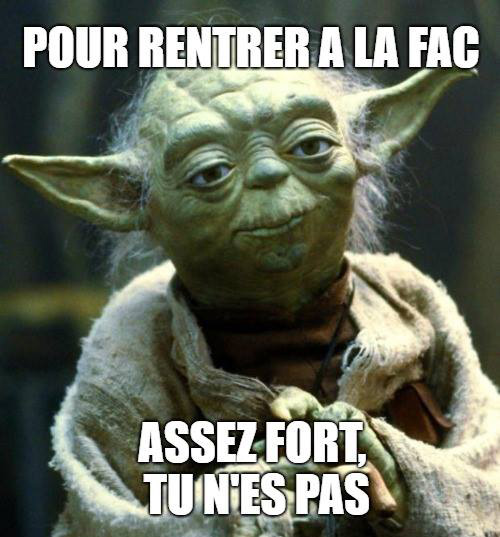 POUR RENTRER A LA FAC
ASSEZ FORT,
TU N'ES PAS